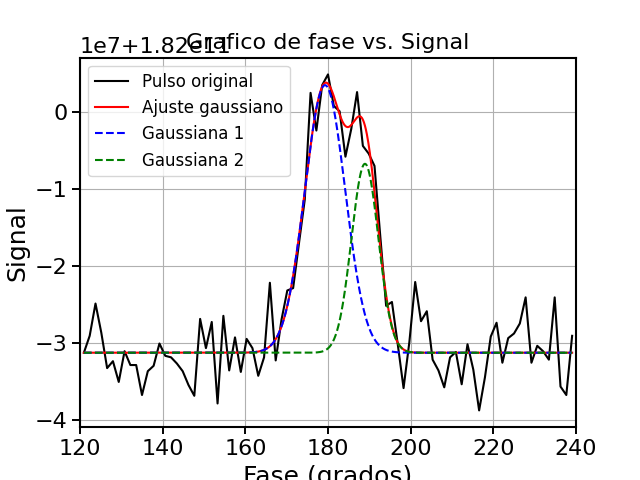 Grafico de fase vs. Signal
1e7+1.82e11
Pulso original
Ajuste gaussiano
Gaussiana 1
Gaussiana 2
0
−1
−2
−3
−4
Signal
120
140
160
180
200
220
240
Fase (grados)